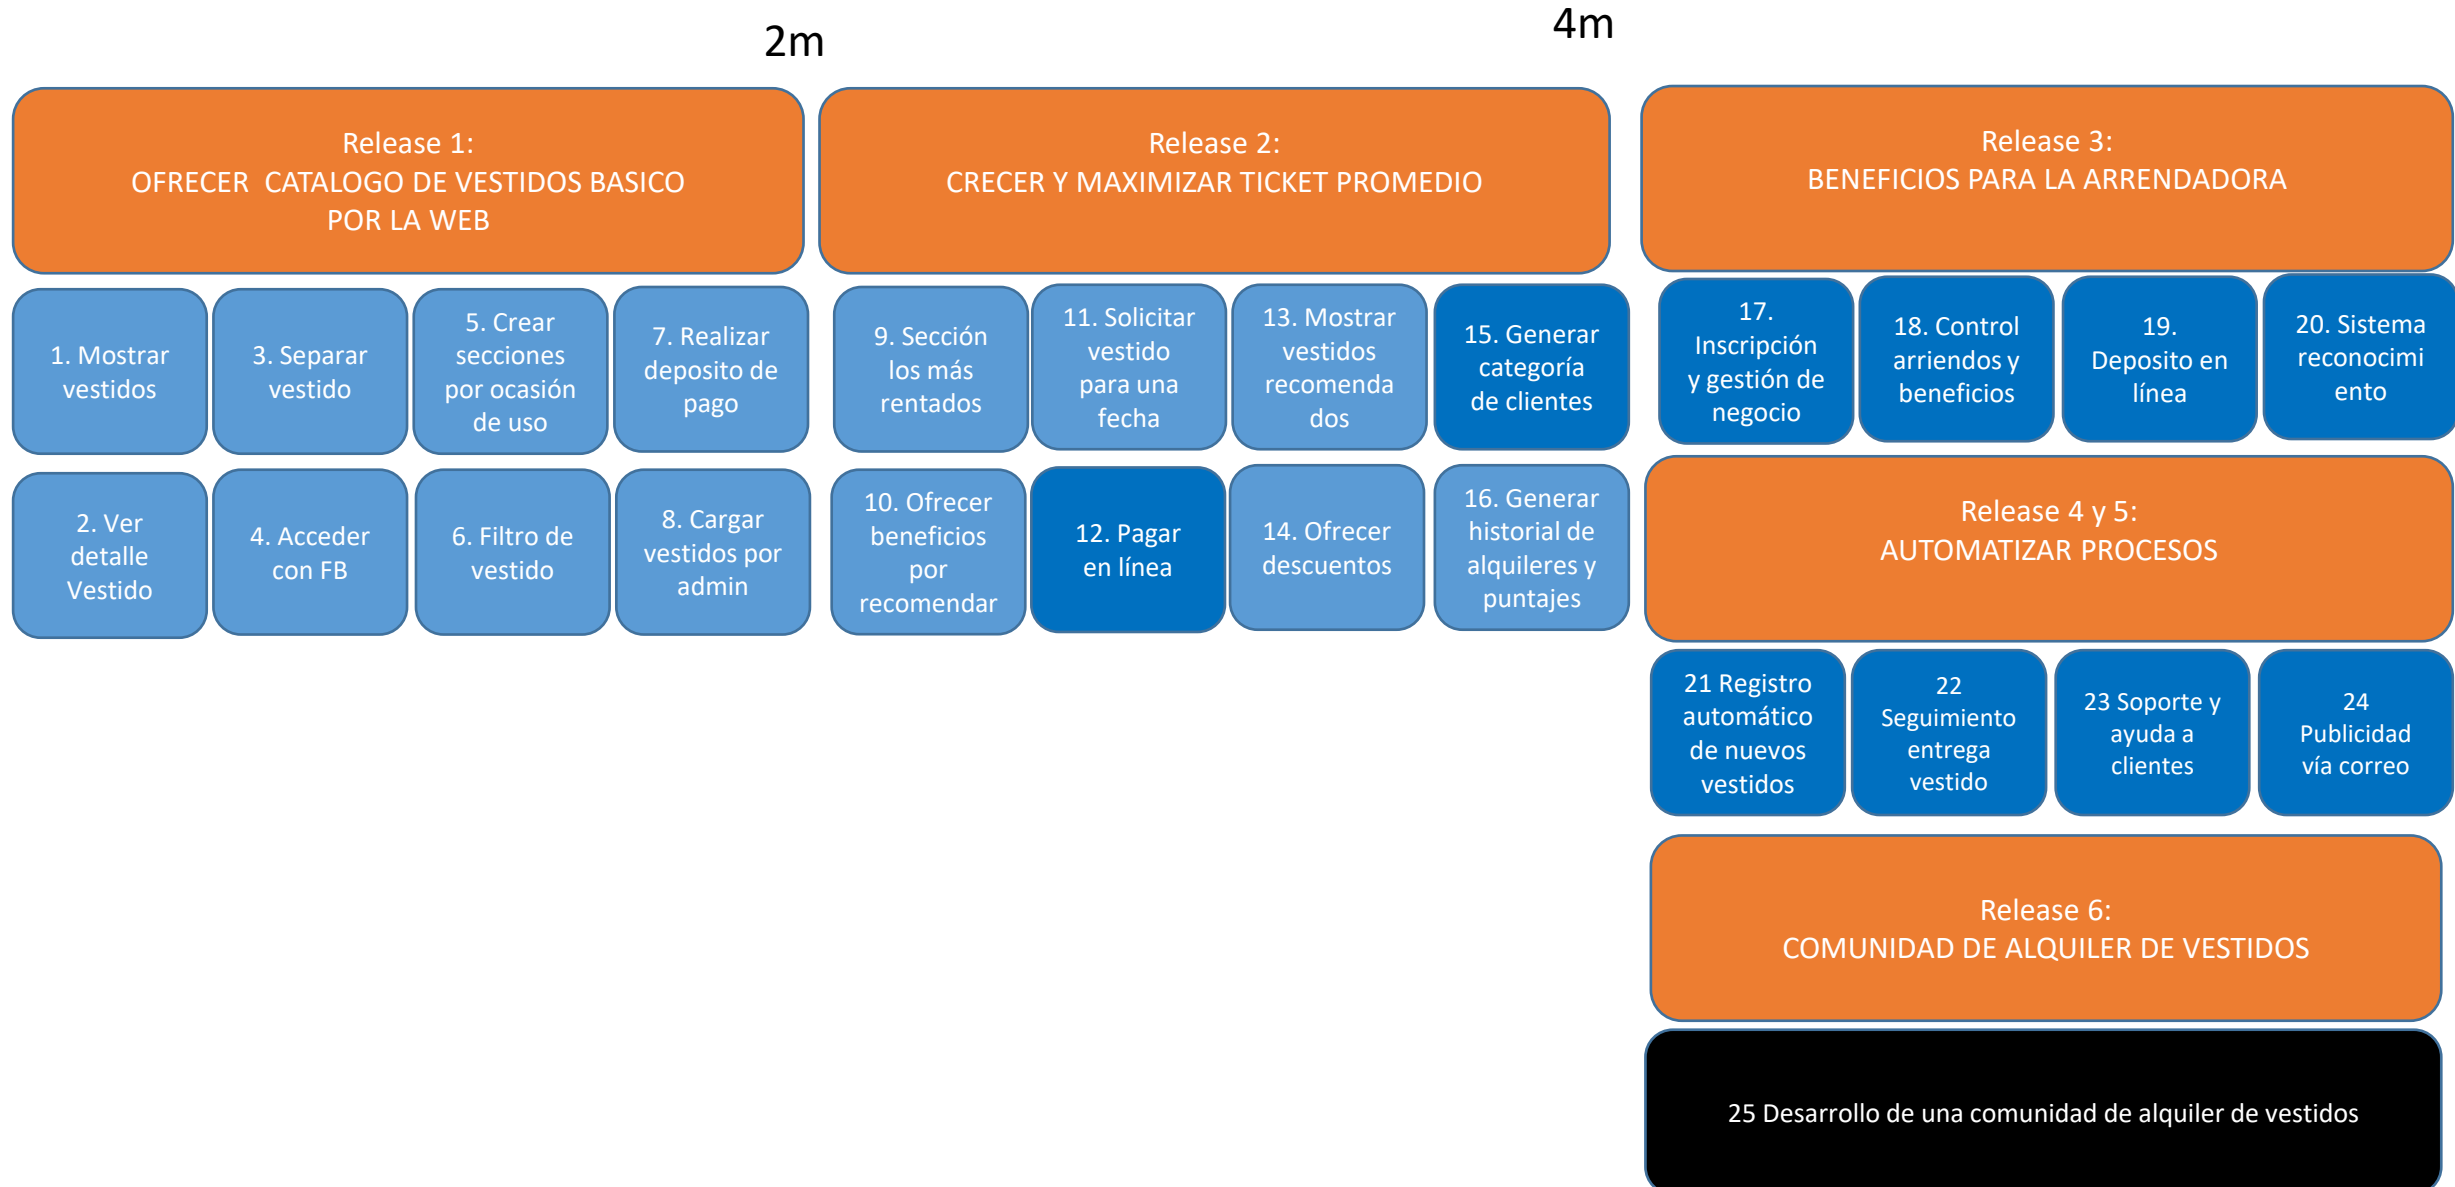 2m
4m
Release 1:
OFRECER CATALOGO DE VESTIDOS BASICO
POR LA WEB
Release 2:
CRECER Y MAXIMIZAR TICKET PROMEDIO
Release 3:
BENEFICIOS PARA LA ARRENDADORA
1. Mostrar
vestidos
3. Separar
vestido
5. Crear
secciones
por ocasión
de uso
7. Realizar
deposito de
pago
9. Sección
los más
rentados
11. Solicitar
vestido
para una
fecha
13. Mostrar
vestidos
recomenda
dos
15. Generar
categoría
de clientes
17.
Inscripción
y gestión de
negocio
18. Control
arriendos y
beneficios
19.
Deposito en
línea
20. Sistema
reconocimi
ento
2. Ver
detalle
Vestido
4. Acceder
con FB
6. Filtro de
vestido
8. Cargar
vestidos por
admin
10. Ofrecer
beneficios
por
recomendar
12. Pagar
en línea
14. Ofrecer
descuentos
16. Generar
historial de
alquileres y
puntajes
Release 4 y 5:
AUTOMATIZAR PROCESOS
21 Registro
automático
de nuevos
vestidos
22
Seguimiento
entrega
vestido
23 Soporte y
ayuda a
clientes
24
Publicidad
vía correo
Release 6:
COMUNIDAD DE ALQUILER DE VESTIDOS
25 Desarrollo de una comunidad de alquiler de vestidos